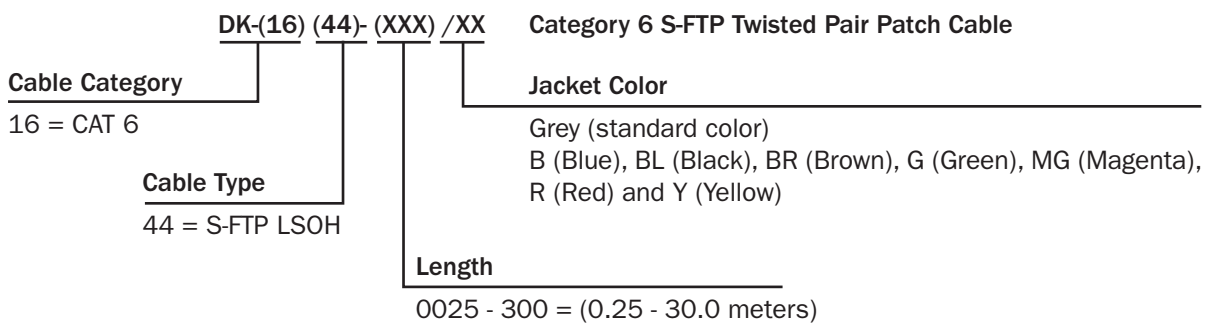 DK-(16) (44)- (XXX) /XX Category 6 S-FTP Twisted Pair Patch Cable
Cable Category
16 = CAT 6
Jacket Color
Grey (standard color)
B (Blue), BL (Black), BR (Brown), G (Green), MG (Magenta),
R (Red) and Y (Yellow)
Cable Type
44 = S-FTP LSOH
Length
0025 - 300 = (0.25 - 30.0 meters)